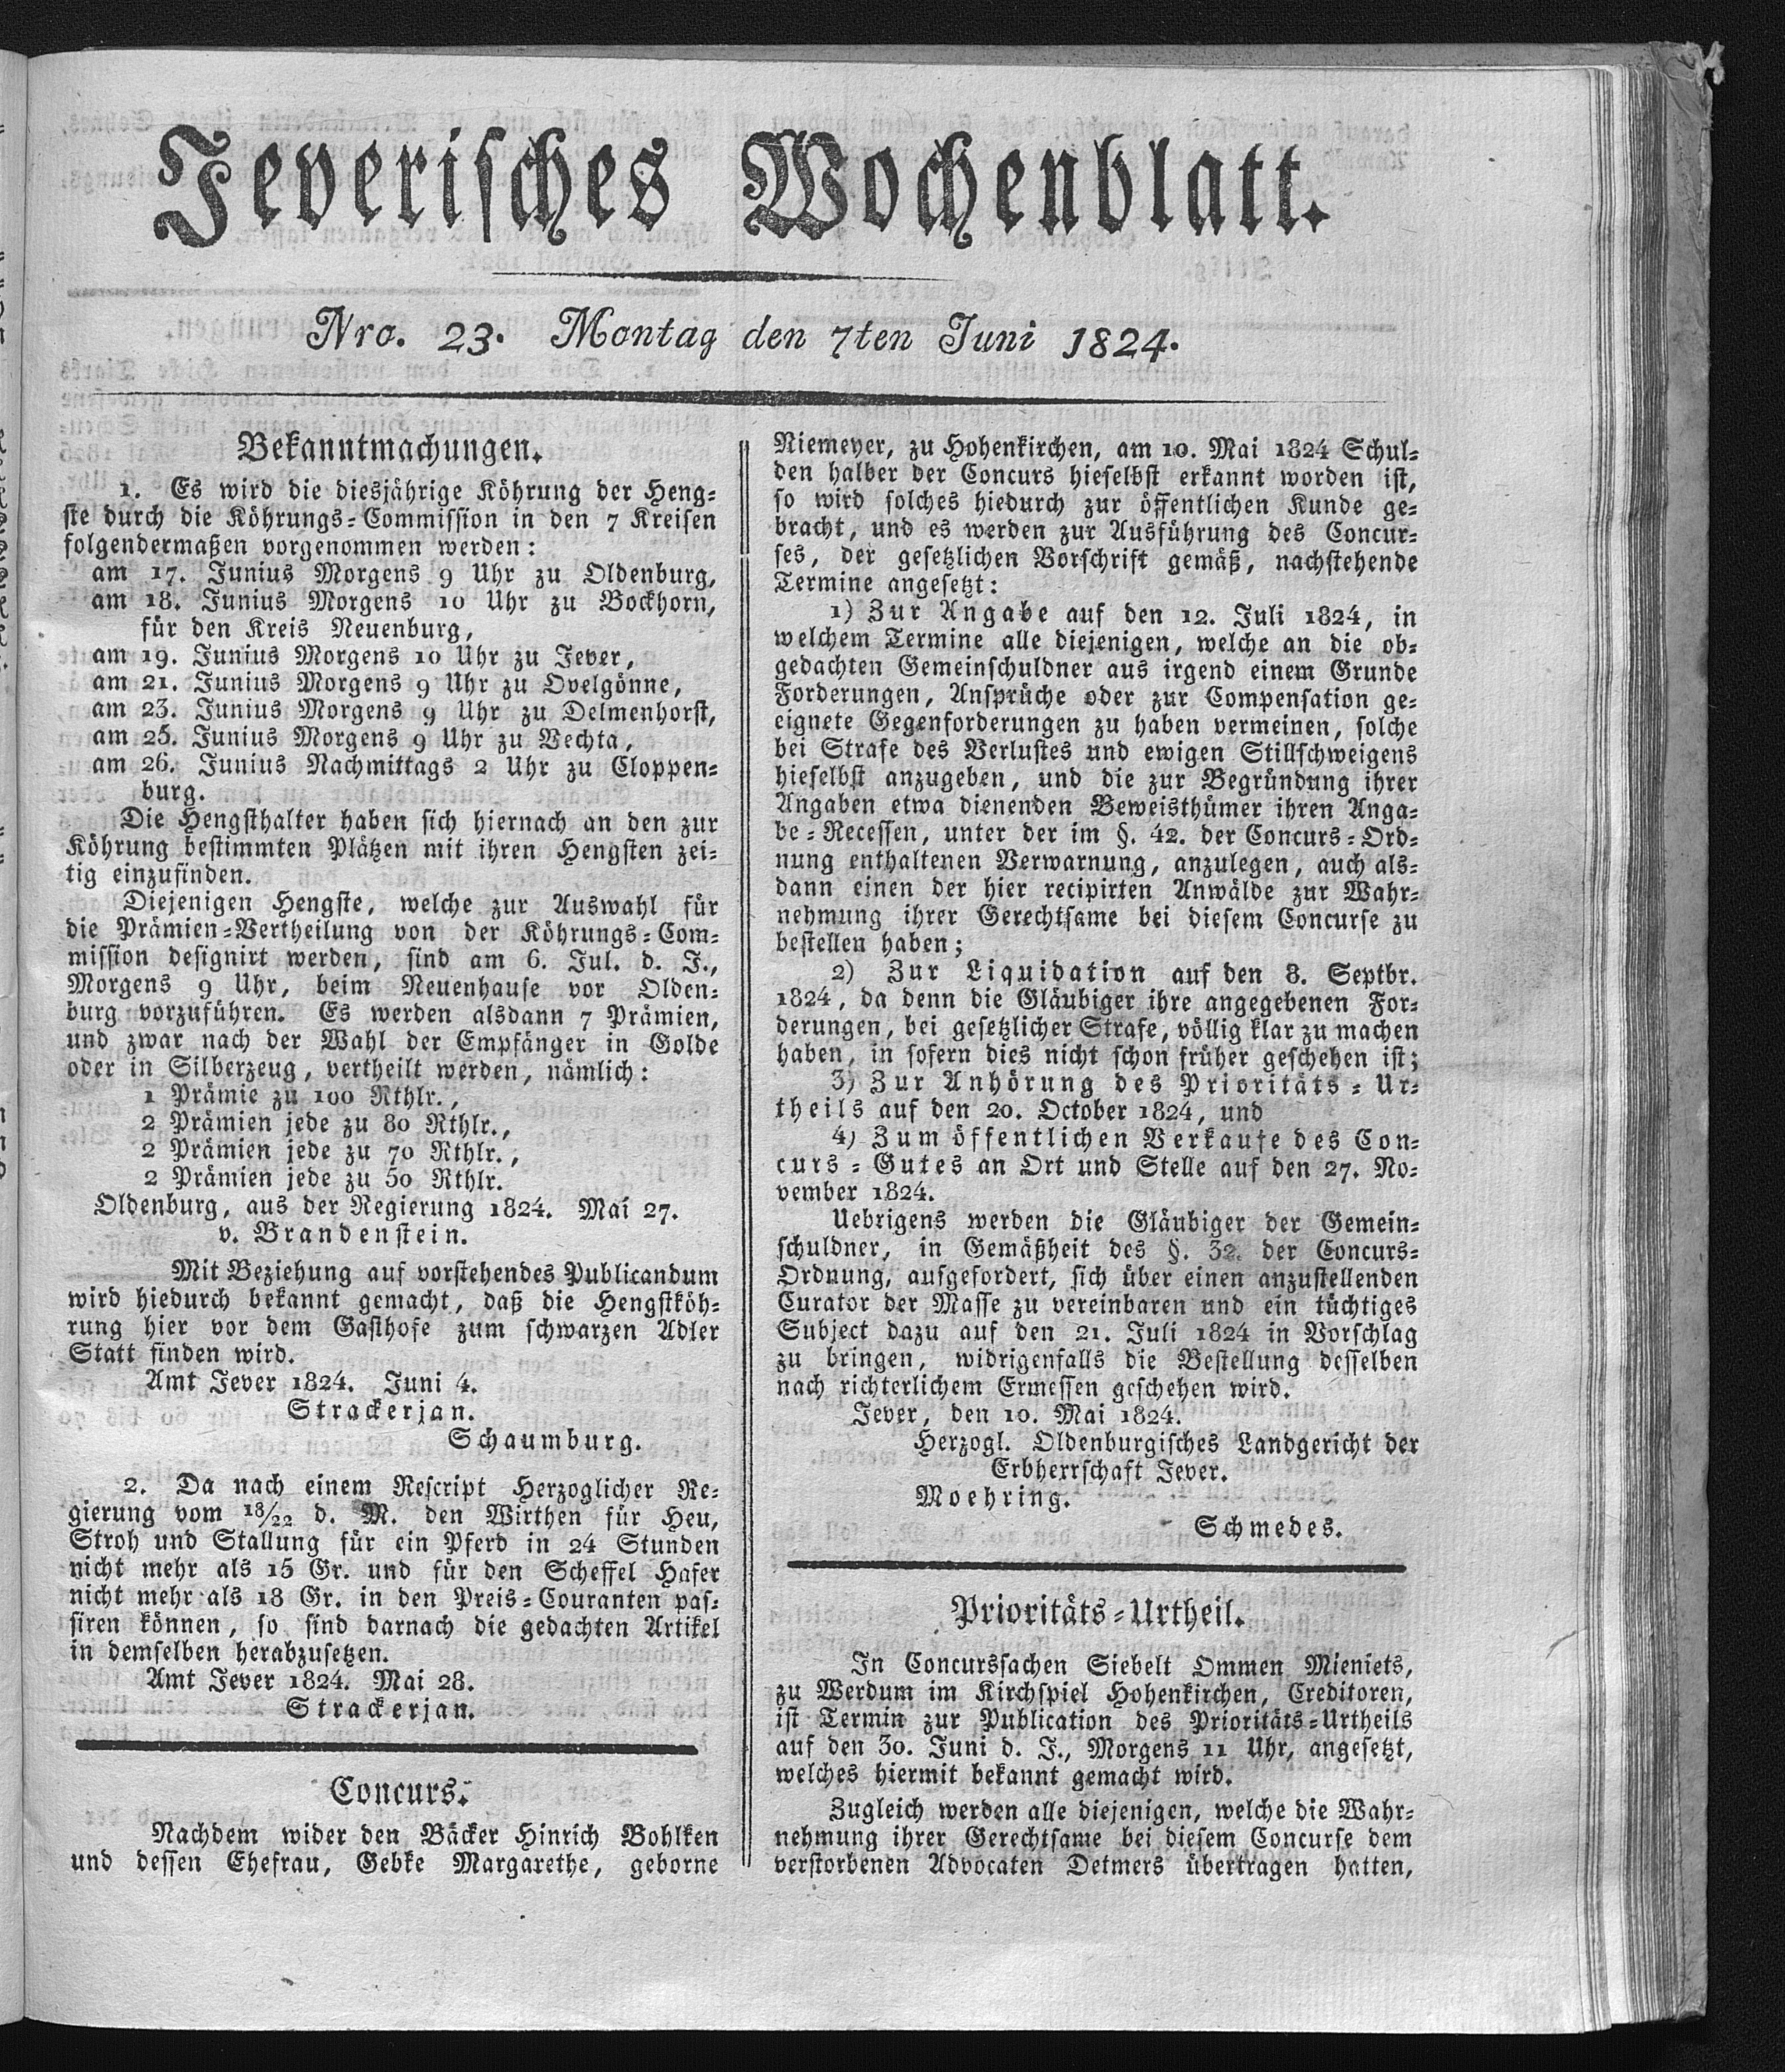 Jeverisches Wochenblatt.
Nro. 23. Montag den 7ten Juni 1824.
Bekanntmachungen.
1. Es wird die diesjährige Köhrung der Heng-
ste durch die Köhrungs-Commission in den 7 Kreisen
folgendermaßen vorgenommen werden:
am 17. Junius Morgens 9 Uhr zu Oldenburg,
am 18. Junius Morgens 10 Uhr zu Bockhorn,
für den Kreis Neuenburg,
am 19. Junius Morgens 10 Uhr zu Jever,
am 21. Junius Morgens 9 Uhr zu Ovelgönne,
am 23. Junius Morgens 9 Uhr zu Delmenhorst,
am 25. Junius Morgens 9 Uhr zu Vechta,
am 26. Junius Nachmittags 2 Uhr zu Cloppen-
burg.
Die Hengsthalter haben sich hiernach an den zur
Köhrung bestimmten Plätzen mit ihren Hengsten zei-
tig einzufinden.
Diejenigen Hengste, welche zur Auswahl für
die Prämien-Vertheilung von der Köhrungs-Com-
mission designirt werden, sind am 6. Jul. d. J.,
Morgens 9 Uhr, beim Neuenhause vor Olden-
burg vorzuführen. Es werden alsdann 7 Prämien,
und zwar nach der Wahl der Empfänger in Golde
oder in Silberzeug, vertheilt werden, nämlich:
1 Prämie zu 100 Rthlr.,
2 Prämien jede zu 80 Rthlr.,
2 Prämien jede zu 70 Rthlr.,
2 Prämien jede zu 50 Rthlr.
Oldenburg, aus der Regierung 1824. Mai 27.
v. Brandenstein.
Mit Beziehung auf vorstehendes Publicandum
wird hiedurch bekannt gemacht, daß die Hengstköh-
rung hier vor dem Gasthofe zum schwarzen Adler
Statt finden wird.
Amt Jever 1824. Juni 4.
Strackerjan.
Schaumburg.
2. Da nach einem Rescript Herzoglicher Re-
gierung vom 18/22 d. M. den Wirthen für Heu,
Stroh und Stallung für ein Pferd in 24 Stunden
nicht mehr als 15 Gr. und für den Scheffel Hafer
nicht mehr als 18 Gr. in den Preis-Couranten pas-
siren können, so sind darnach die gedachten Artikel
in demselben herabzusetzen.
Amt Jever 1824. Mai 28.
Strackerjan.
Concurs.
Nachdem wider den Bäcker Hinrich Bohlken
und dessen Ehefrau, Gebke Margarethe, geborne
Niemeyer, zu Hohenkirchen, am 10. Mai 1824 Schul-
den halber der Concurs hieselbst erkannt worden ist,
so wird solches hiedurch zur öffentlichen Kunde ge-
bracht, und es werden zur Ausführung des Concur-
ses, der gesetzlichen Vorschrift gemäß, nachstehende
Termine angesetzt:
1) Zur Angabe auf den 12. Juli 1824, in
welchem Termine alle diejenigen, welche an die ob-
gedachten Gemeinschuldner aus irgend einem Grunde
Forderungen, Ansprüche oder zur Compensation ge-
eignete Gegenforderungen zu haben vermeinen, solche
bei Strafe des Verlustes und ewigen Stillschweigens
hieselbst anzugeben, und die zur Begründung ihrer
Angaben etwa dienenden Beweisthümer ihren Anga-
be-Recessen, unter der im §. 42. der Concurs-Ord-
nung enthaltenen Verwarnung, anzulegen, auch als-
dann einen der hier recipirten Anwälde zur Wahr-
nehmung ihrer Gerechtsame bei diesem Concurse zu
bestellen haben;
2) Zur Liquidation auf den 8. Septbr.
1824, da denn die Gläubiger ihre angegebenen For-
derungen, bei gesetzlicher Strafe, völlig klar zu machen
haben, in sofern dies nicht schon früher geschehen ist;
3) Zur Anhörung des Prioritäts-Ur-
theils auf den 20. October 1824, und
4) Zum öffentlichen Verkaufe des Con-
curs-Gutes an Ort und Stelle auf den 27. No-
vember 1824.
Uebrigens werden die Gläubiger der Gemein-
schuldner, in Gemäßheit des §. 32. der Concurs-
Ordnung, aufgefordert, sich über einen anzustellenden
Curator der Masse zu vereinbaren und ein tüchtiges
Subject dazu auf den 21. Juli 1824 in Vorschlag
zu bringen, widrigenfalls die Bestellung desselben
nach richterlichem Ermessen geschehen wird.
Jever, den 10. Mai 1824.
Herzogl. Oldenburgisches Landgericht der
Erbherrschaft Jever.
Moehring.
Schmedes.
Prioritäts-Urtheil.
In Concurssachen Siebelt Ommen Mieniets,
zu Werdum im Kirchspiel Hohenkirchen, Creditoren,
ist Termin zur Publication des Prioritäts-Urtheils
auf den 30. Juni d. J., Morgens 11 Uhr, angesetzt,
welches hiermit bekannt gemacht wird.
Zugleich werden alle diejenigen, welche die Wahr-
nehmung ihrer Gerechtsame bei diesem Concurse dem
verstorbenen Advocaten Detmers übertragen hatten,